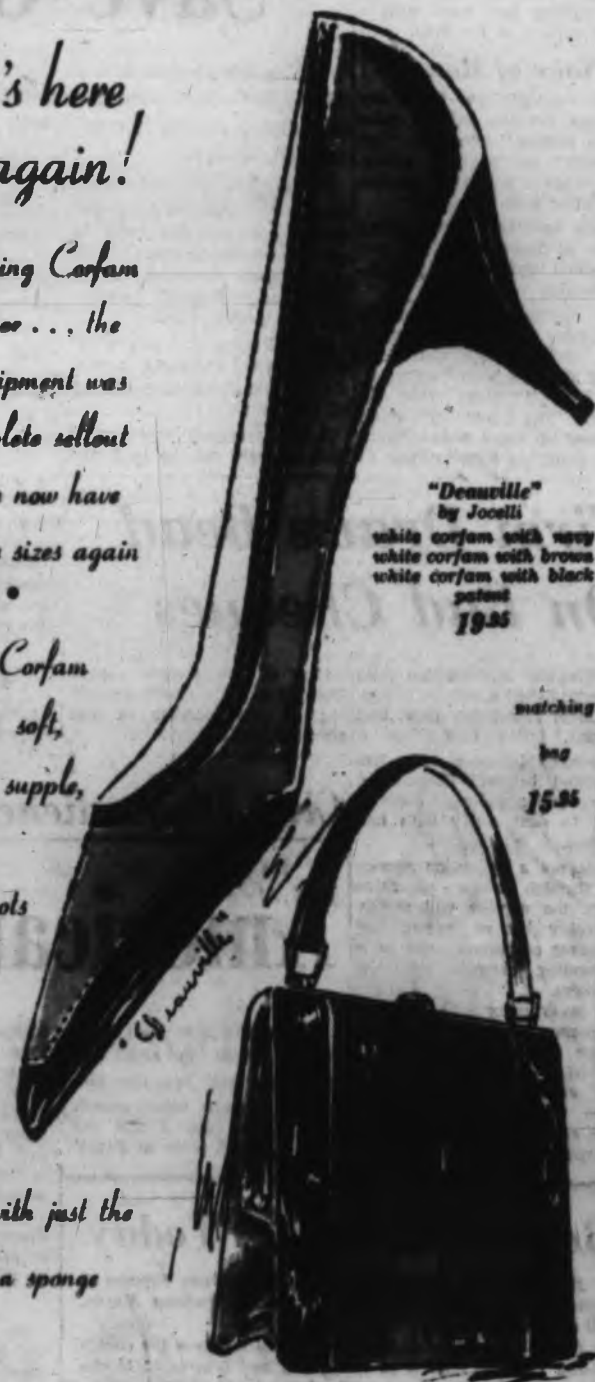 's here
again!
ing Corfam
er... the
ipment was
lete sellout
now have
sizes again
Corfam
soft,
supple,
ots
"Deauville"
by Jocelli
white corfam with navy
white corfam with brown
white corfam with black
patent
19.95
matching
bag
15.95
"Deauville"
ith just the
a sponge